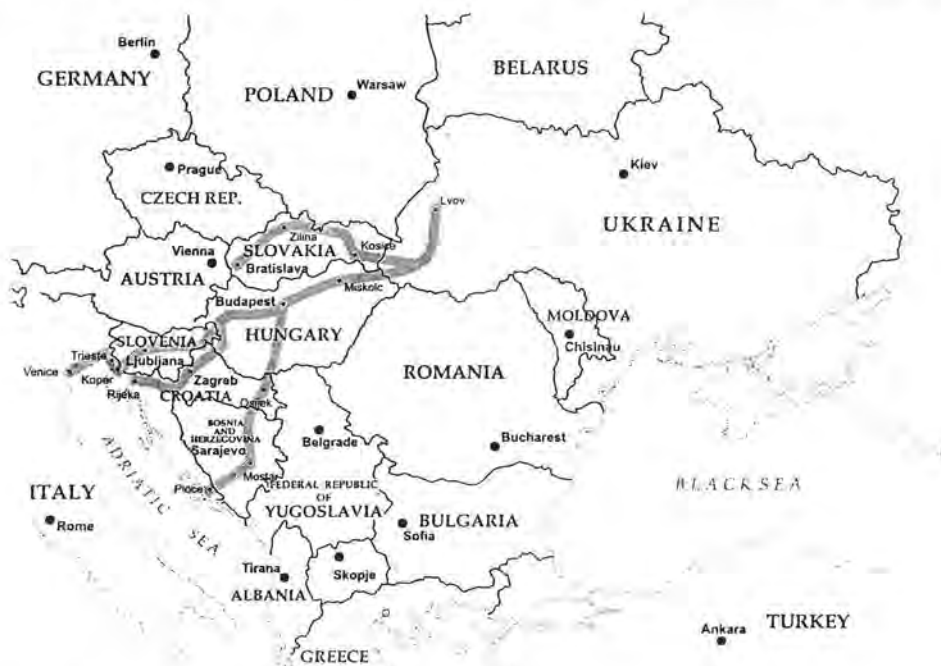 Berlin
GERMANY
POLAND
Warsaw
BELARUS
Prague
CZECH REP.
Kiev
Lvov
UKRAINE
Vienna
Zilina
SLOVAKIA
Kosice
Bratislava
AUSTRIA
Miskolc
Budapest
HUNGARY
MOLDOVA
Chisinau
SLOVENIA
Trieste
Ljubljana
Venice
Koper
Zagreb
Rijeka
CROATIA
ROMANIA
Osijek
BOSNIA
AND
HERZEGOVINA
Sarajevo
Belgrade
Bucharest
ADRIATIC SEA
Mostar
Ploce
FEDERAL REPUBLIC
OF
YUGOSLAVIA
BLACK SEA
ITALY
Rome
BULGARIA
Sofia
Tirana
ALBANIA
Skopje
GREECE
Ankara
TURKEY